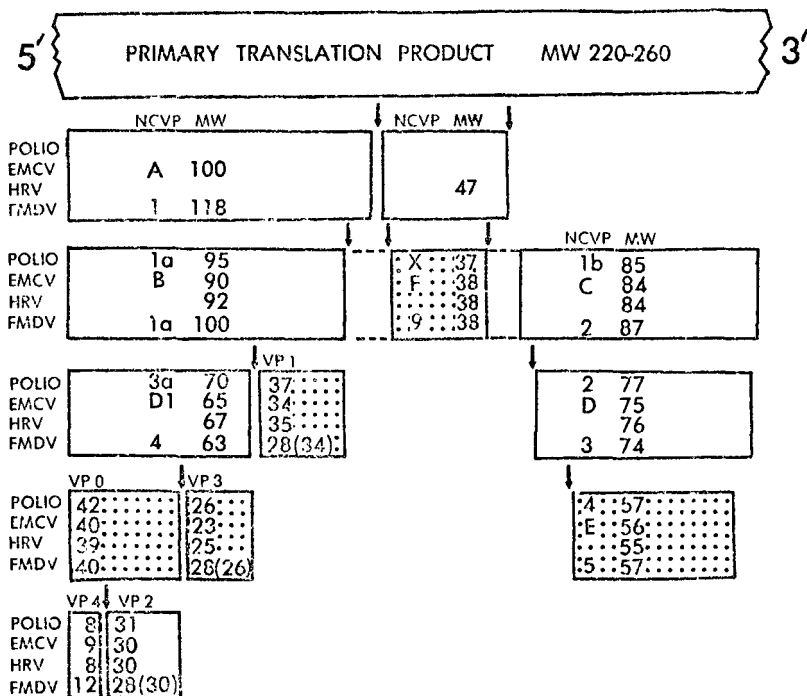 5′ PRIMARY TRANSLATION PRODUCT MW 220-260 3′
NCVP MW NCVP MW
POLIO
EMCV A 100
HRV 47
FMDV 1 118
NCVP MW
POLIO 1a 95 X 37 1b 85
EMCV B 90 F 38 C 84
HRV 92 38 84
FMDV 1a 100 9 38 2 87
VP 1
POLIO 3a 70 37 2 77
EMCV D1 65 34 D 75
HRV 67 35 76
FMDV 4 63 28(34) 3 74
VP 0 VP 3
POLIO 42 26 4 57
EMCV 40 23 E 56
HRV 39 25 55
FMDV 40 28(26) 5 57
VP 4 VP 2
POLIO 8 31
EMCV 9 30
HRV 8 30
FMDV 12 28(30)